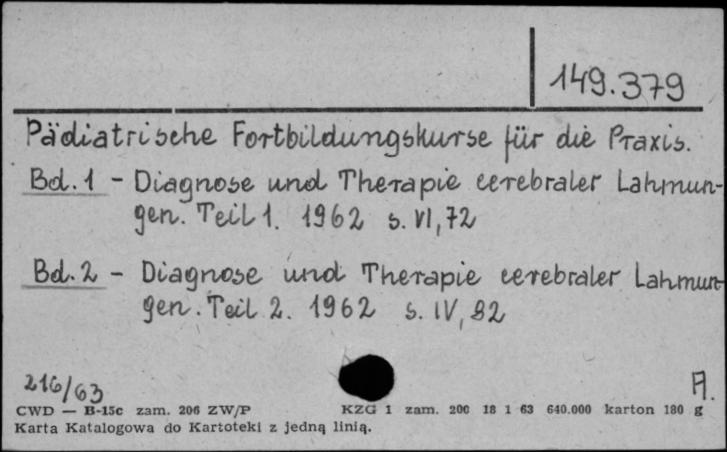 149.379
Pädiatrische Fortbildungskurse für die Praxis.
Bd. 1 - Diagnose und Therapie cerebraler Lahmun-
gen. Teil 1. 1962 s. VI, 72
Bd. 2 - Diagnose und Therapie cerebraler Lahmun-
gen. Teil 2. 1962 s. IV, 82
216/63
A.
CWD — B-15c zam. 206 ZW/P KZG 1 zam. 200 18 1 63 640.000 karton 180 g
Karta Katalogowa do Kartoteki z jedną linią.